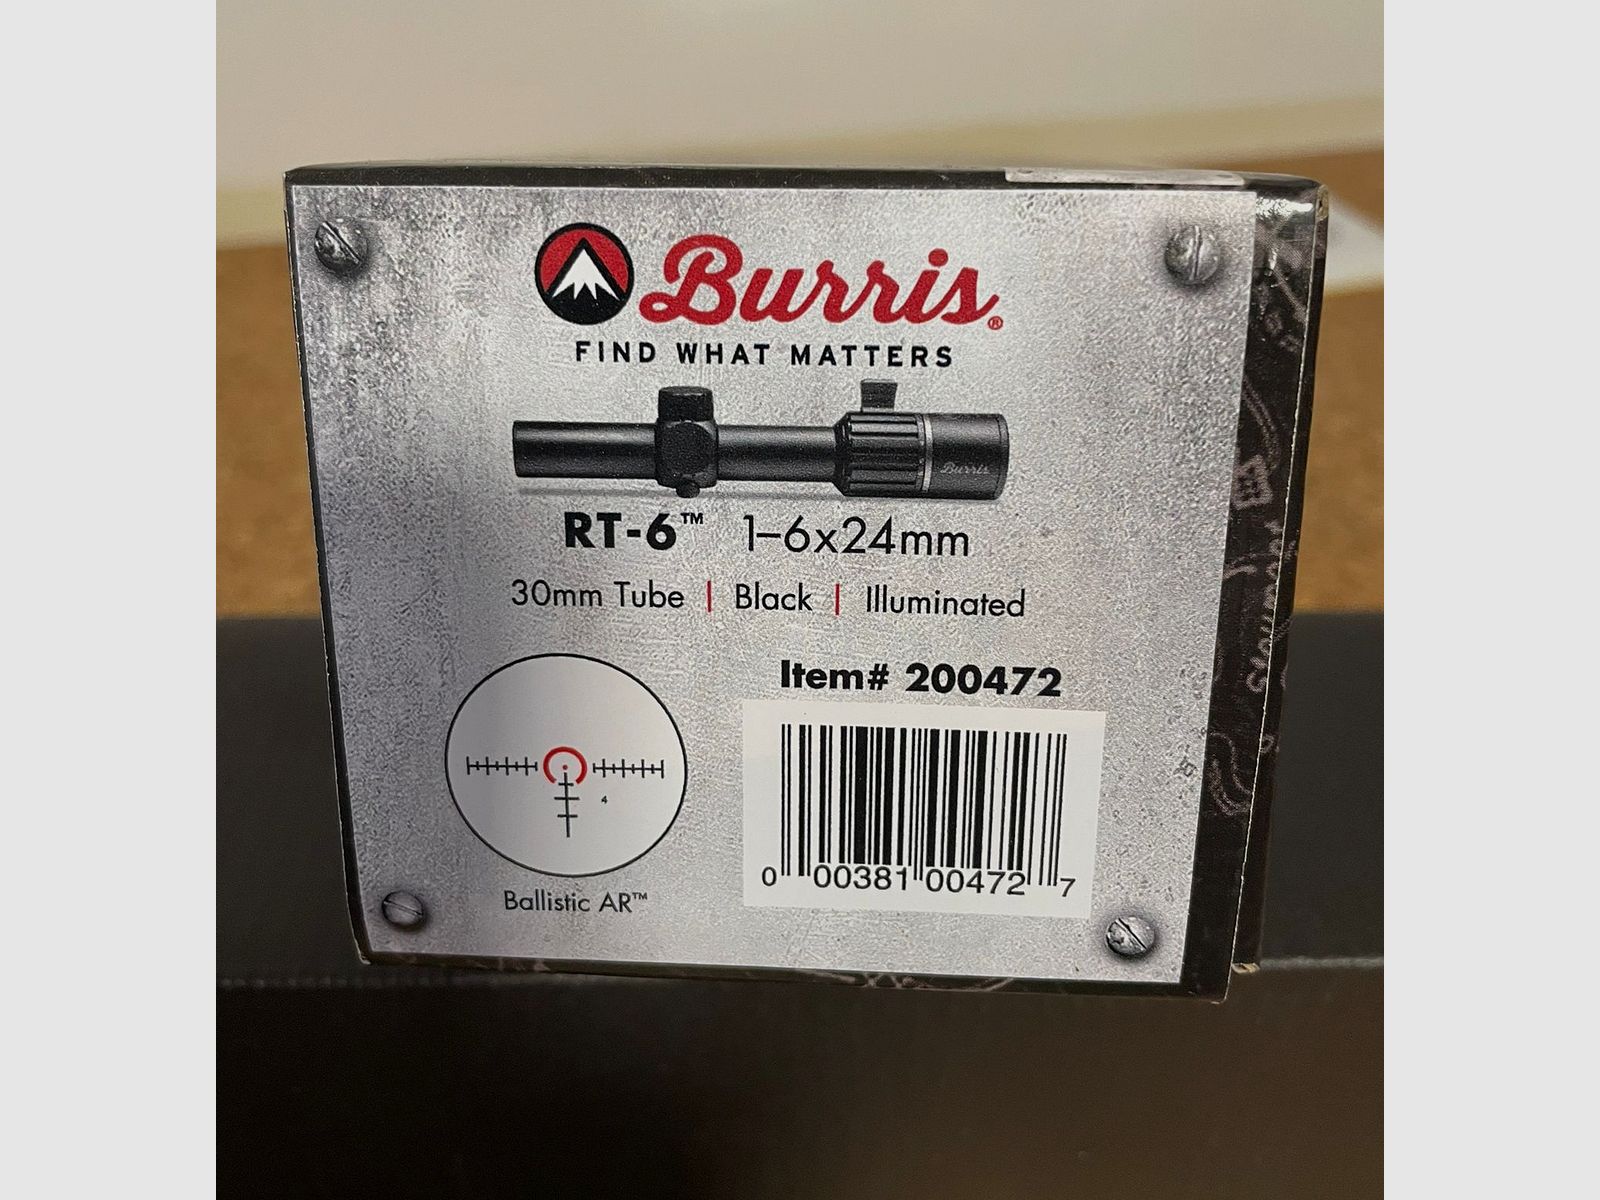 Burris®
FIND WHAT MATTERS
Burris
RT-6™ 1-6x24mm
30mm Tube | Black | Illuminated
Item# 200472
4
0 00381 00472 7
Ballistic AR™